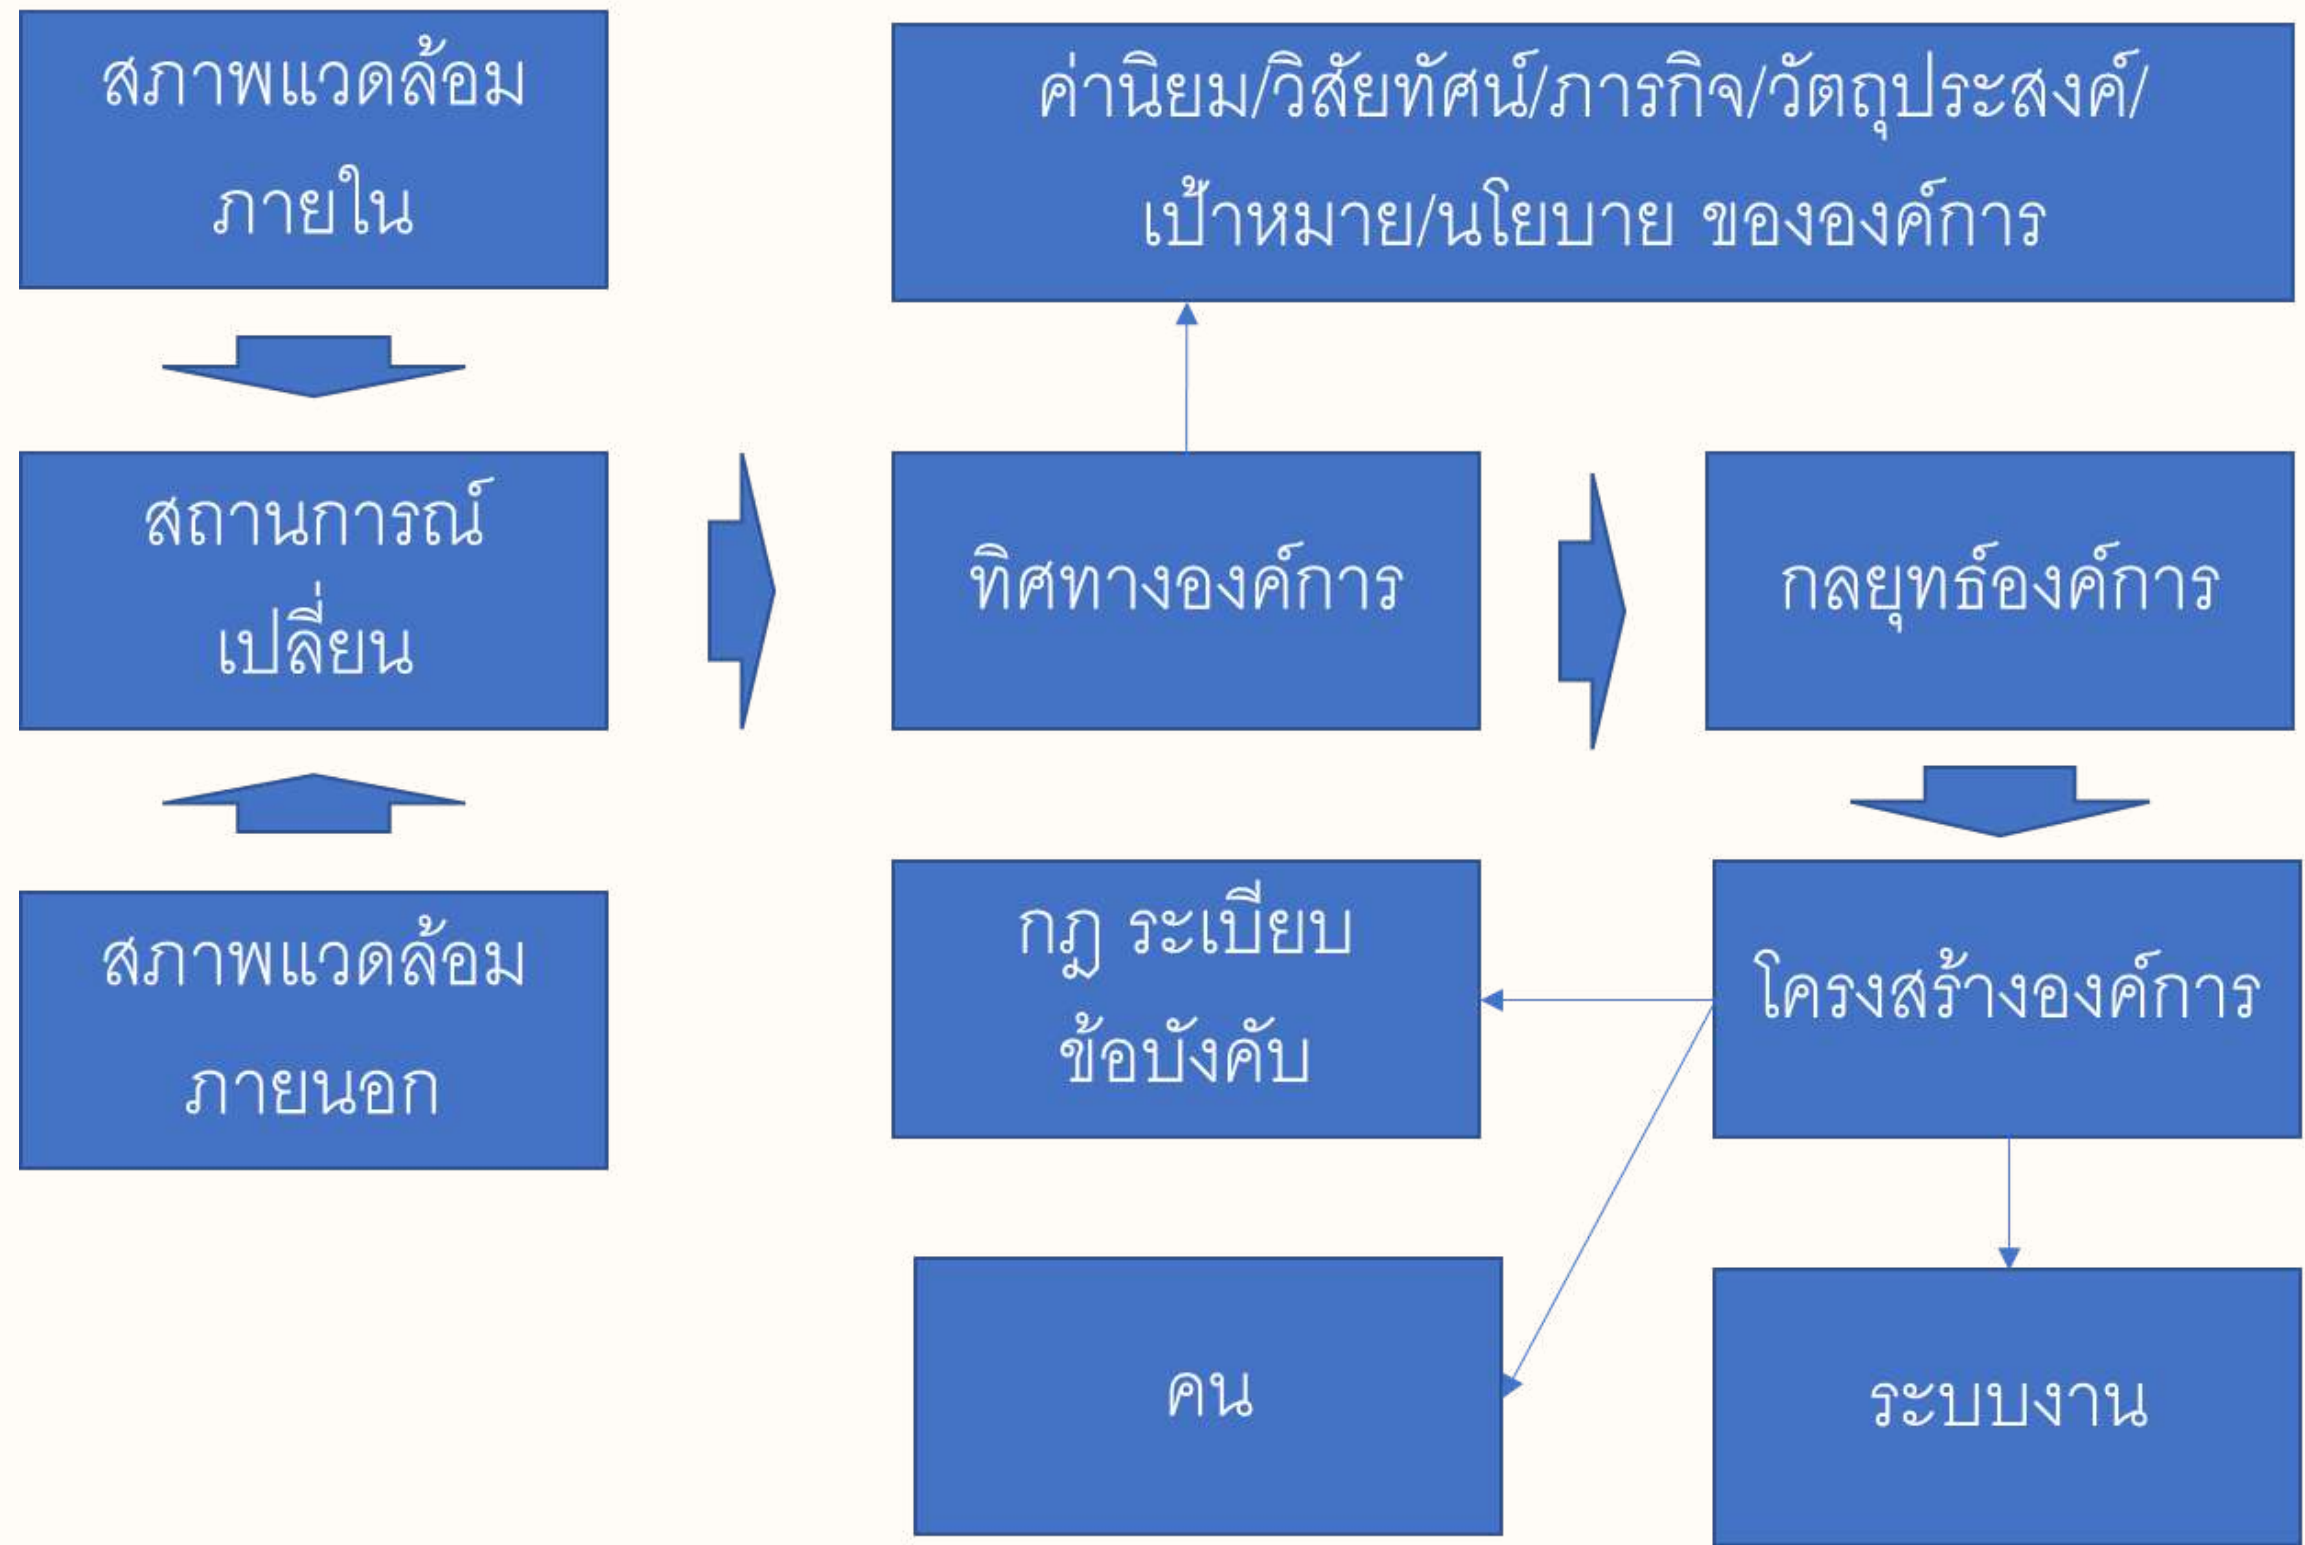 สภาพแวดล้อม
ภายใน
ค่านิยม/วิสัยทัศน์/ภารกิจ/วัตถุประสงค์/
เป้าหมาย/นโยบาย ขององค์การ
สถานการณ์
เปลี่ยน
ทิศทางองค์การ
กลยุทธ์องค์การ
สภาพแวดล้อม
ภายนอก
กฎ ระเบียบ
ข้อบังคับ
โครงสร้างองค์การ
คน
ระบบงาน